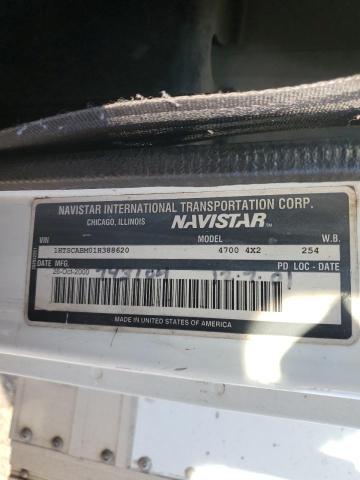 NAVISTAR INTERNATIONAL TRANSPORTATION CORP.
CHICAGO, ILLINOIS NAVISTAR
VIN MODEL W.B.
1HTSCABM01H388620 4700 4X2 254
DATE PD LOC - DATE
MADE IN UNITED STATES OF AMERICA